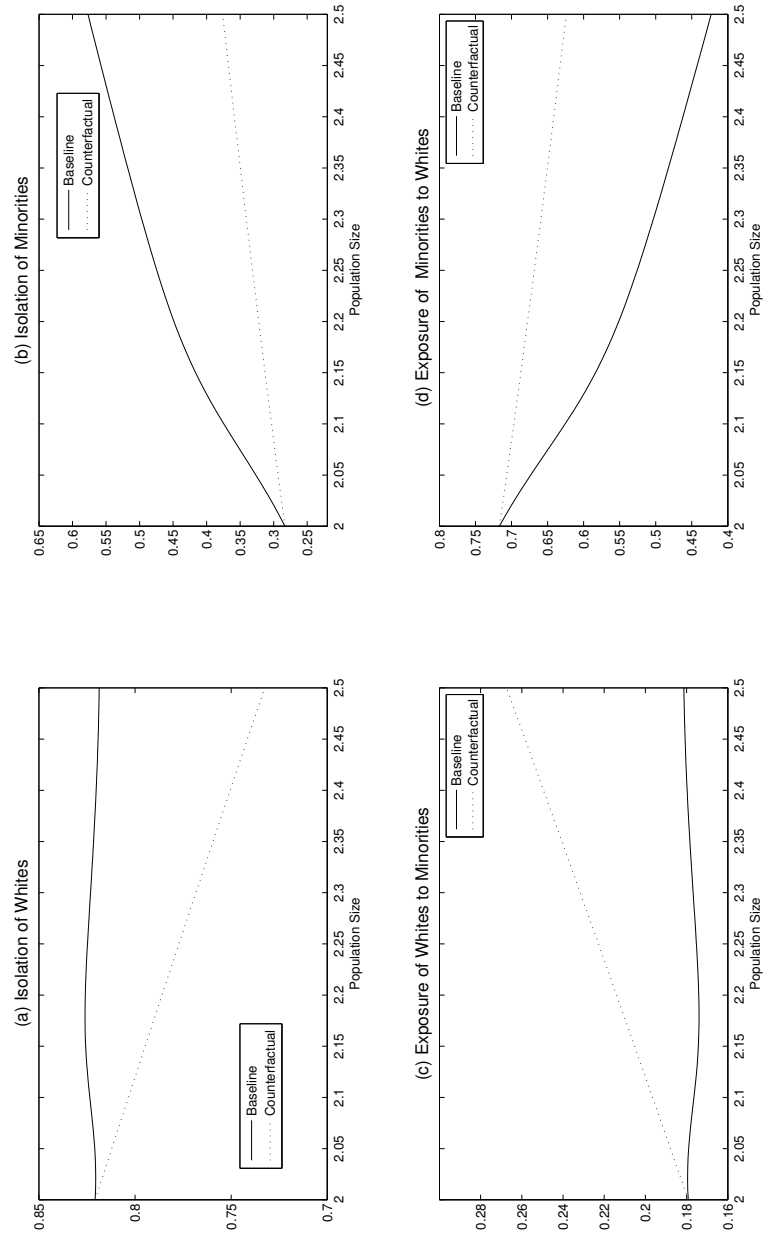 (a) Isolation of Whites
0.85
0.8
0.75
0.7
2 2.05 2.1 2.15 2.2 2.25 2.3 2.35 2.4 2.45 2.5
Population Size
Baseline
Counterfactual
(b) Isolation of Minorities
0.65
0.6
0.55
0.5
0.45
0.4
0.35
0.3
0.25
2 2.05 2.1 2.15 2.2 2.25 2.3 2.35 2.4 2.45 2.5
Population Size
Baseline
Counterfactual
(c) Exposure of Whites to Minorities
0.28
0.26
0.24
0.22
0.2
0.18
0.16
2 2.05 2.1 2.15 2.2 2.25 2.3 2.35 2.4 2.45 2.5
Population Size
Baseline
Counterfactual
(d) Exposure of Minorities to Whites
0.8
0.75
0.7
0.65
0.6
0.55
0.5
0.45
0.4
2 2.05 2.1 2.15 2.2 2.25 2.3 2.35 2.4 2.45 2.5
Population Size
Baseline
Counterfactual